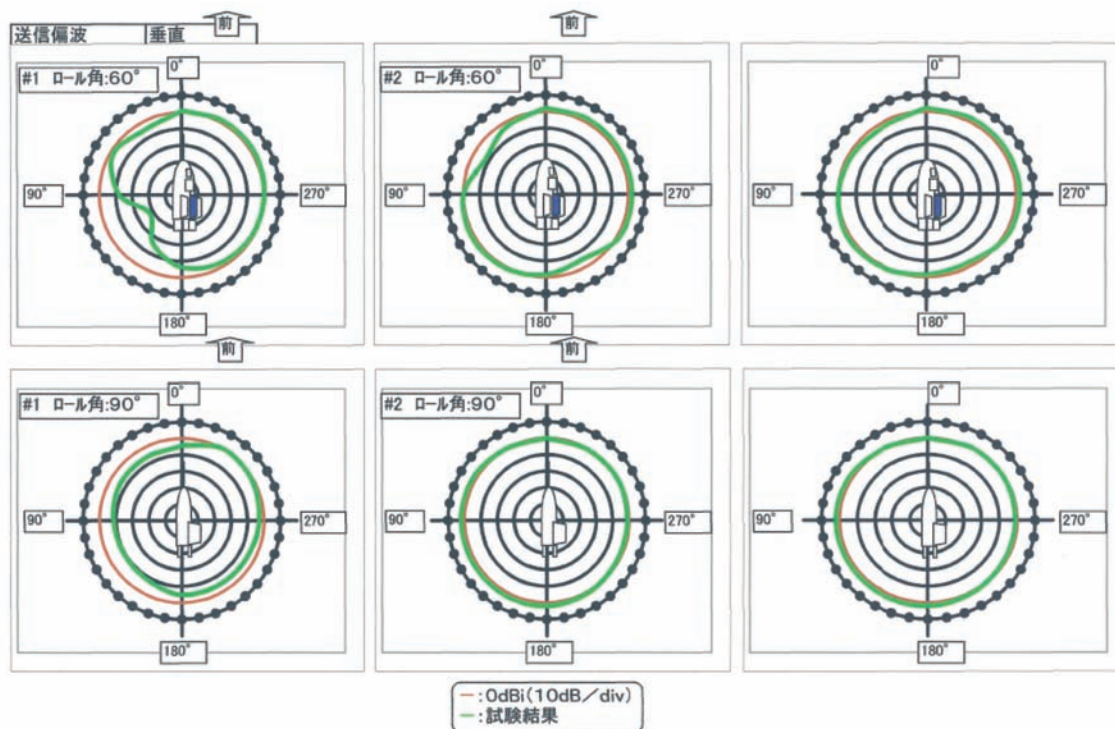 前 前
送信偏波 垂直
#1 ロール角:60° 0°
#2 ロール角:60° 0°
0°
90° 270° 90° 270° 90° 270°
180° 180° 180°
前 前
#1 ロール角:90° 0°
#2 ロール角:90° 0°
0°
90° 270° 90° 270° 90° 270°
180° 180° 180°
－:0dBi(10dB／div)
－:試験結果